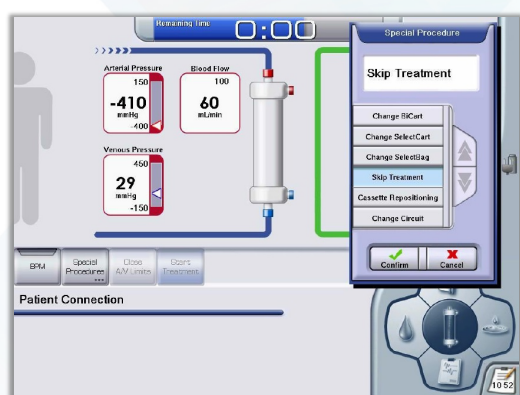 Remaining Time
0:00
Special Procedure
Skip Treatment
Arterial Pressure
150
-410
mmHg
-400
Blood Flow
100
60
mL/min
Venous Pressure
450
29
mmHg
-150
Change BiCart
Change SelectCart
Change SelectBag
Skip Treatment
Cassette Repositioning
Change Circuit
Confirm
Cancel
BPM
Special
Procedures
...
Close
A/V Limits
Start
Treatment
Patient Connection
10:52